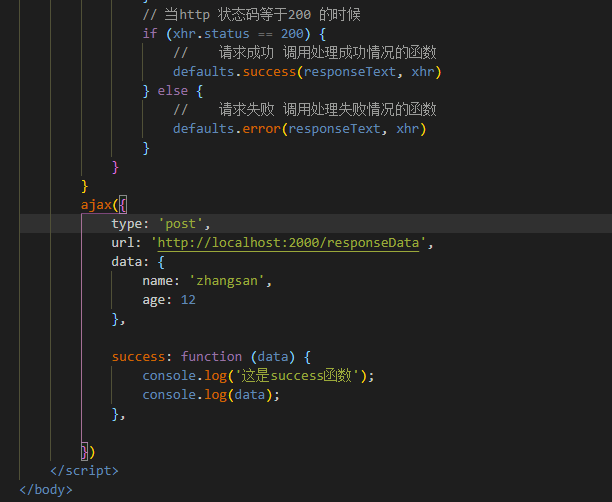 }
// 当http 状态码等于200 的时候
if (xhr.status == 200) {
//    请求成功 调用处理成功情况的函数
defaults.success(responseText, xhr)
} else {
//    请求失败 调用处理失败情况的函数
defaults.error(responseText, xhr)
}
}
}
ajax({
type: 'post',
url: 'http://localhost:2000/responseData',
data: {
name: 'zhangsan',
age: 12
},
success: function (data) {
console.log('这是success函数');
console.log(data);
},
})
</script>
</body>